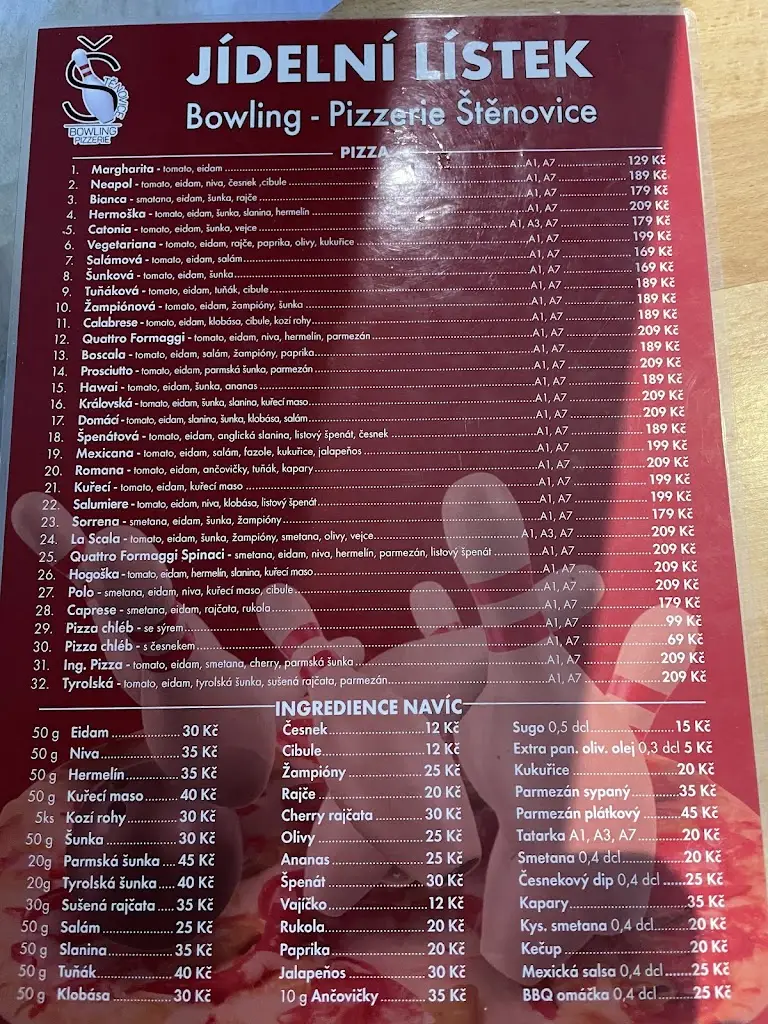 Š
TĚNOVICE
BOWLING
PIZZERIE
JÍDELNÍ LÍSTEK
Bowling - Pizzerie Štěnovice
PIZZA
1. Margharita - tomato, eidam A1, A7 129 Kč
2. Neapol - tomato, eidam, niva, česnek ,cibule A1, A7 189 Kč
3. Bianca - smatana, eidam, šunka, rajče A1, A7 179 Kč
4. Hermoška - tomato, eidam, šunka, slanina, hermelín A1, A7 209 Kč
5. Catonia - tomato, eidam, šunka, vejce A1, A3, A7 179 Kč
6. Vegetariana - tomato, eidam, rajče, paprika, olivy, kukuřice A1, A7 199 Kč
7. Salámová - tomato, eidam, salám A1, A7 169 Kč
8. Šunková - tomato, eidam, šunka A1, A7 169 Kč
9. Tuňáková - tomato, eidam, tuňák, cibule A1, A7 189 Kč
10. Žampiónová - tomato, eidam, žampióny, šunka A1, A7 189 Kč
11. Calabrese - tomato, eidam, klobása, cibule, kozí rohy A1, A7 189 Kč
12. Quattro Formaggi - tomato, eidam, niva, hermelín, parmezán A1, A7 209 Kč
13. Boscala - tomato, eidam, salám, žampióny, paprika A1, A7 189 Kč
14. Prosciutto - tomato, eidam, parmská šunka, parmezán A1, A7 209 Kč
15. Hawai - tomato, eidam, šunka, ananas A1, A7 189 Kč
16. Královská - tomato, eidam, šunka, slanina, kuřecí maso A1, A7 209 Kč
17. Domácí - tomato, eidam, slanina, šunka, klobása, salám A1, A7 209 Kč
18. Špenátová - tomato, eidam, anglická slanina, listový špenát, česnek A1, A7 189 Kč
19. Mexicana - tomato, eidam, salám, fazole, kukuřice, jalapeňos A1, A7 199 Kč
20. Romana - tomato, eidam, ančovičky, tuňák, kapary A1, A7 209 Kč
21. Kuřecí - tomato, eidam, kuřecí maso A1, A7 199 Kč
22. Salumiere - tomato, eidam, niva, klobása, listový špenát A1, A7 199 Kč
23. Sorrena - smetana, eidam, šunka, žampióny A1, A7 179 Kč
24. La Scala - tomato, eidam, šunka, žampióny, smetana, olivy, vejce A1, A3, A7 209 Kč
25. Quattro Formaggi Spinaci - smetana, eidam, niva, hermelín, parmezán, listový špenát A1, A7 209 Kč
26. Hogoška - tomato, eidam, hermelín, slanina, kuřecí maso A1, A7 209 Kč
27. Polo - smetana, eidam, niva, kuřecí maso, cibule A1, A7 209 Kč
28. Caprese - smetana, eidam, rajčata, rukola A1, A7 179 Kč
29. Pizza chléb - se sýrem A1, A7 99 Kč
30. Pizza chléb - s česnekem A1, A7 69 Kč
31. Ing. Pizza - tomato, eidam, smetana, cherry, parmská šunka A1, A7 209 Kč
32. Tyrolská - tomato, eidam, tyrolská šunka, sušená rajčata, parmezán A1, A7 209 Kč
INGREDIENCE NAVÍC
50 g Eidam 30 Kč
50 g Niva 35 Kč
50 g Hermelín 35 Kč
50 g Kuřecí maso 40 Kč
5ks Kozí rohy 30 Kč
50 g Šunka 30 Kč
20g Parmská šunka 45 Kč
20g Tyrolská šunka 40 Kč
30g Sušená rajčata 35 Kč
50 g Salám 25 Kč
50 g Slanina 35 Kč
50 g Tuňák 40 Kč
50 g Klobása 30 Kč
Česnek 12 Kč
Cibule 12 Kč
Žampióny 25 Kč
Rajče 20 Kč
Cherry rajčata 30 Kč
Olivy 25 Kč
Ananas 25 Kč
Špenát 30 Kč
Vajíčko 12 Kč
Rukola 20 Kč
Paprika 20 Kč
Jalapeňos 30 Kč
10 g Ančovičky 35 Kč
Sugo 0,5 dcl 15 Kč
Extra pan. oliv. olej 0,3 dcl 5 Kč
Kukuřice 20 Kč
Parmezán sypaný 35 Kč
Parmezán plátkový 45 Kč
Tatarka A1, A3, A7 20 Kč
Smetana 0,4 dcl 20 Kč
Česnekový dip 0,4 dcl 25 Kč
Kapary 35 Kč
Kys. smetana 0,4 dcl 20 Kč
Kečup 20 Kč
Mexická salsa 0,4 dcl 25 Kč
BBQ omáčka 0,4 dcl 25 Kč